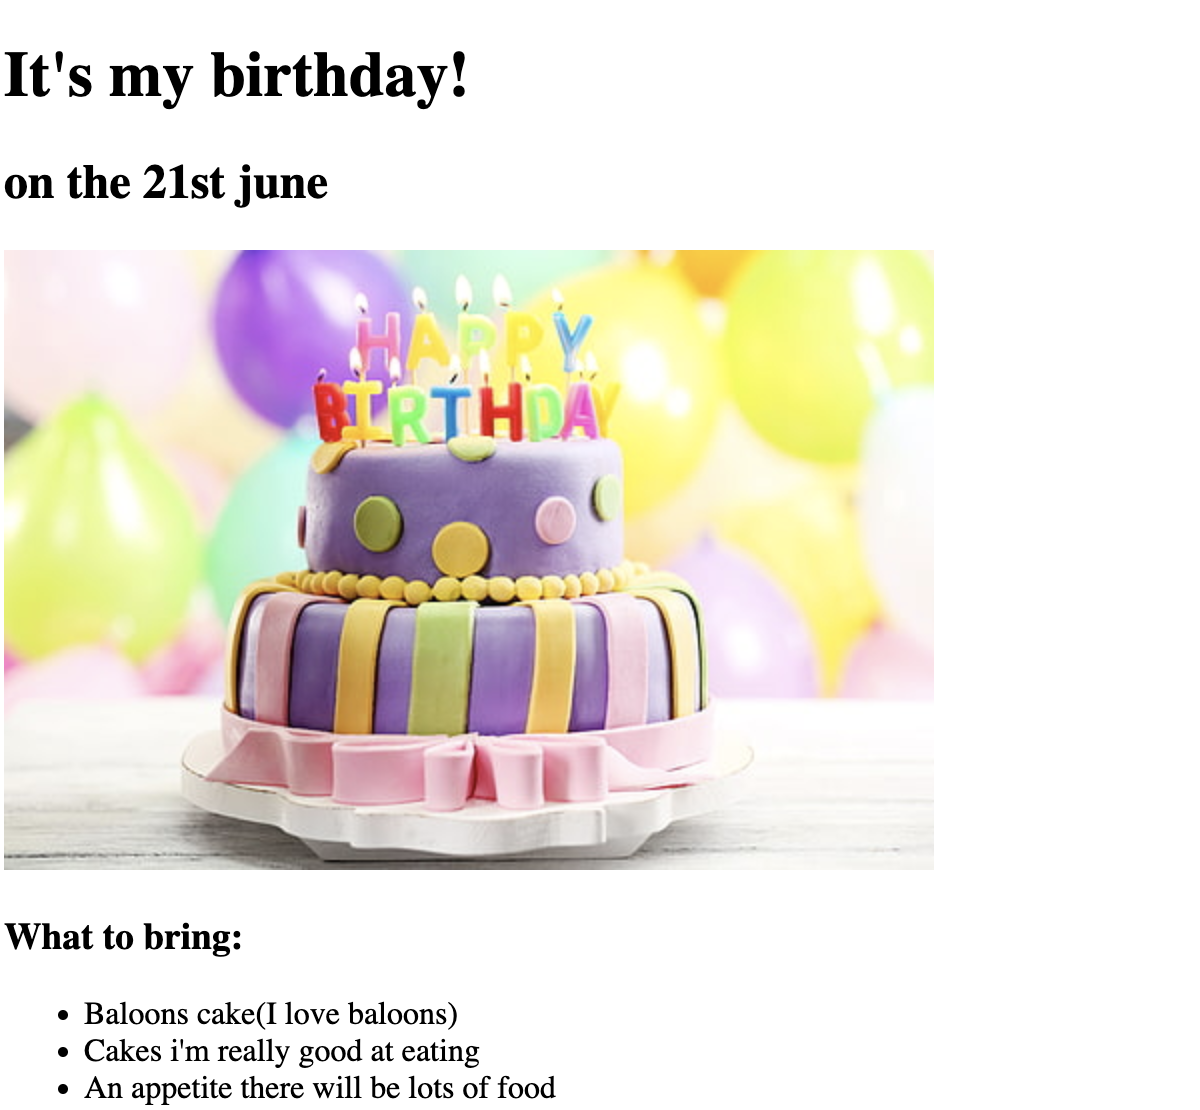 It's my birthday!
on the 21st june
HAPPY
BIRTHDAY
What to bring:
Baloons cake(I love baloons)
Cakes i'm really good at eating
An appetite there will be lots of food